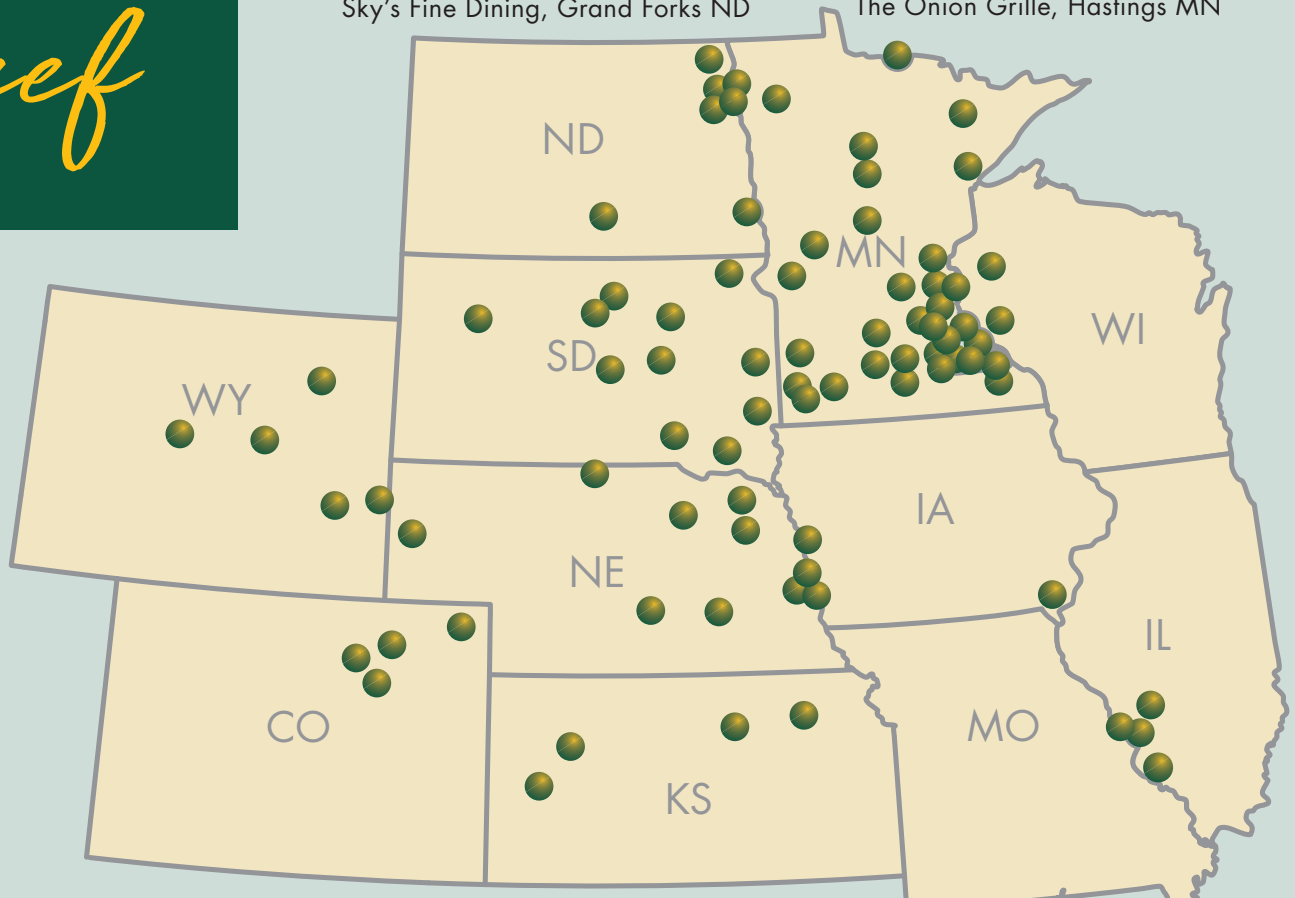 Sky's Fine Dining, Grand Forks ND
The Onion Grille, Hastings MN
ND
MN
WI
SD
WY
IA
NE
IL
CO
MO
KS